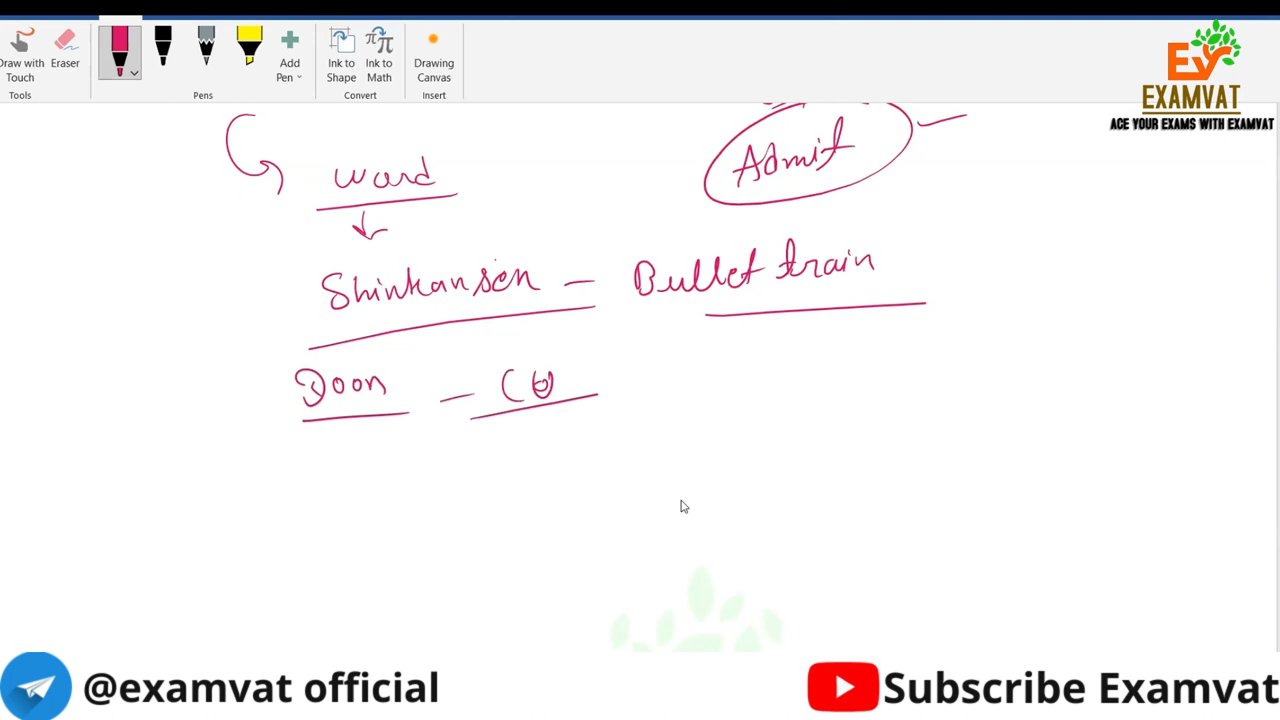 Draw with Touch
Eraser
Add Pen
Ink to Shape
Ink to Math
Drawing Canvas
Tools
Pens
Convert
Insert
EV
EXAMVAT
ACE YOUR EXAMS WITH EXAMVAT
Admit
Word
Shinkansen – Bullet train
Doon –
@examvat official
Subscribe Examvat